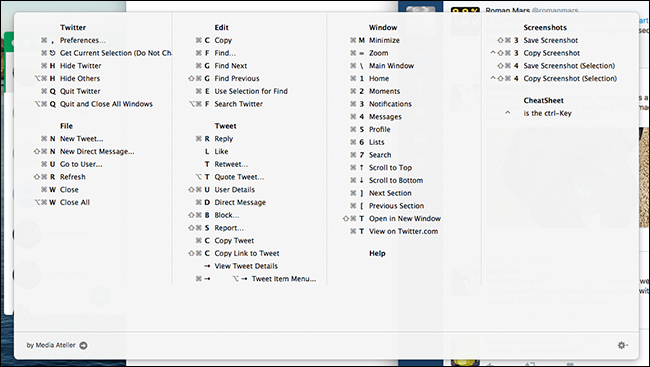 Twitter
⌘ , Preferences...
⌘ ⎋ Get Current Selection (Do Not Cha
⌘ H Hide Twitter
⌥⌘ H Hide Others
⌘ Q Quit Twitter
⌥⌘ Q Quit and Close All Windows
File
⌘ N New Tweet...
⇧⌘ N New Direct Message...
⌘ U Go to User...
⇧⌘ R Refresh
⌘ W Close
⌥⌘ W Close All
Edit
⌘ C Copy
⌘ F Find...
⌘ G Find Next
⇧⌘ G Find Previous
⌘ E Use Selection for Find
⌥⌘ F Search Twitter
Tweet
⌘ R Reply
L Like
T Retweet...
⌥ T Quote Tweet...
⇧⌘ U User Details
⌘ D Direct Message
⇧⌘ B Block...
⇧⌘ S Report...
⌘ C Copy Tweet
⇧⌘ C Copy Link to Tweet
→ View Tweet Details
⌘ → ⌥ → Tweet Item Menu...
Window
⌘ M Minimize
⌘ = Zoom
⌘ \ Main Window
⌘ 1 Home
⌘ 2 Moments
⌘ 3 Notifications
⌘ 4 Messages
⌘ 5 Profile
⌘ 6 Lists
⌘ 7 Search
⌘ ↑ Scroll to Top
⌘ ↓ Scroll to Bottom
⌘ ] Next Section
⌘ [ Previous Section
⇧⌘ T Open in New Window
⌘ T View on Twitter.com
Help
Screenshots
⇧⌘ 3 Save Screenshot
^⇧⌘ 3 Copy Screenshot
⇧⌘ 4 Save Screenshot (Selection)
^⇧⌘ 4 Copy Screenshot (Selection)
CheatSheet
^ is the ctrl-Key
by Media Atelier
Roman Mars @romanmars